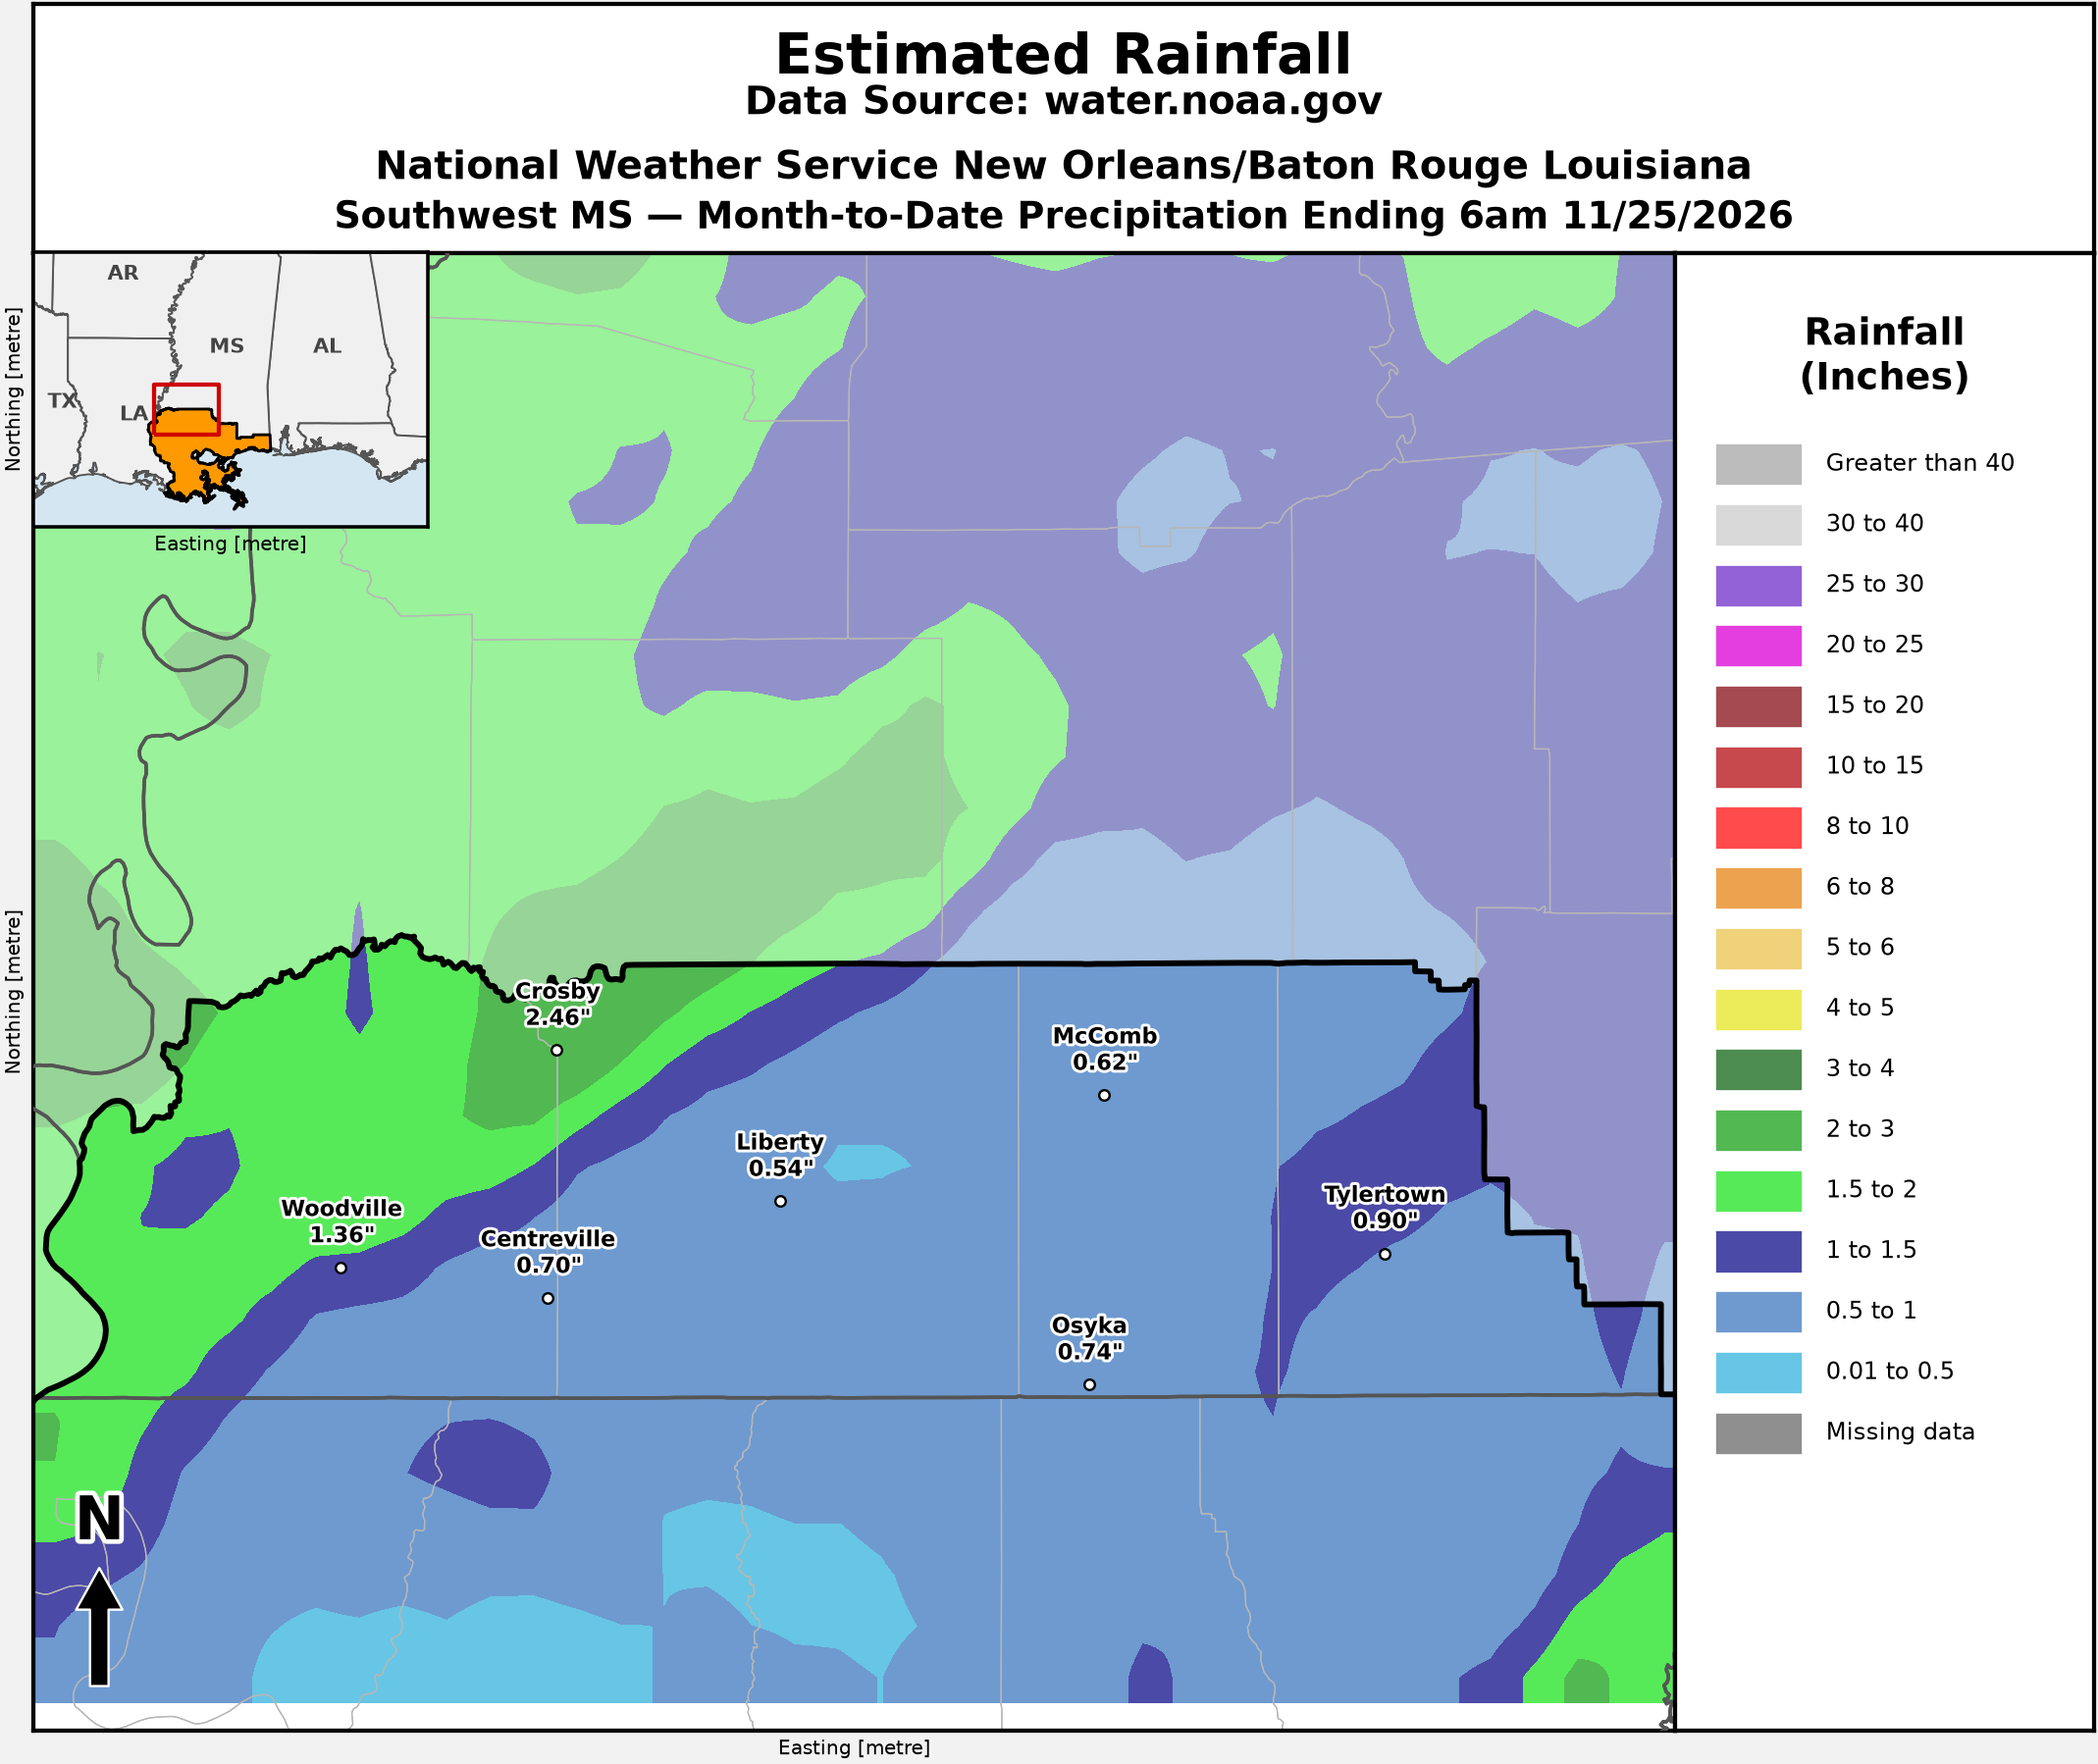 Estimated Rainfall
Data Source: water.noaa.gov
National Weather Service New Orleans/Baton Rouge Louisiana
Southwest MS — Month-to-Date Precipitation Ending 6am 11/25/2026
Northing [metre]
AR
MS
AL
TX
LA
Easting [metre]
Northing [metre]
Crosby
2.46"
McComb
0.62"
Liberty
0.54"
Woodville
1.36"
Centreville
0.70"
Tylertown
0.90"
Osyka
0.74"
N
Easting [metre]
Rainfall
(Inches)
Greater than 40
30 to 40
25 to 30
20 to 25
15 to 20
10 to 15
8 to 10
6 to 8
5 to 6
4 to 5
3 to 4
2 to 3
1.5 to 2
1 to 1.5
0.5 to 1
0.01 to 0.5
Missing data